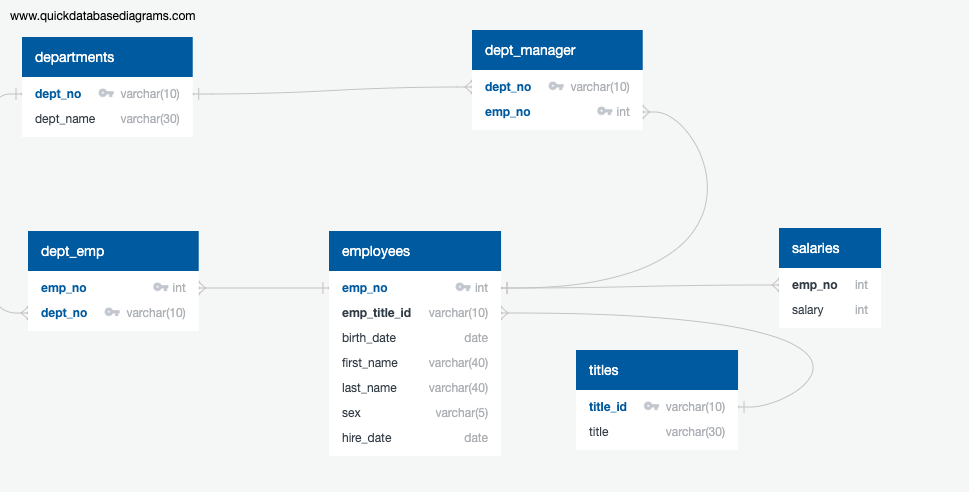 www.quickdatabasediagrams.com
departments
dept_no varchar(10)
dept_name varchar(30)
dept_manager
dept_no varchar(10)
emp_no int
dept_emp
emp_no int
dept_no varchar(10)
employees
emp_no int
emp_title_id varchar(10)
birth_date date
first_name varchar(40)
last_name varchar(40)
sex varchar(5)
hire_date date
salaries
emp_no int
salary int
titles
title_id varchar(10)
title varchar(30)